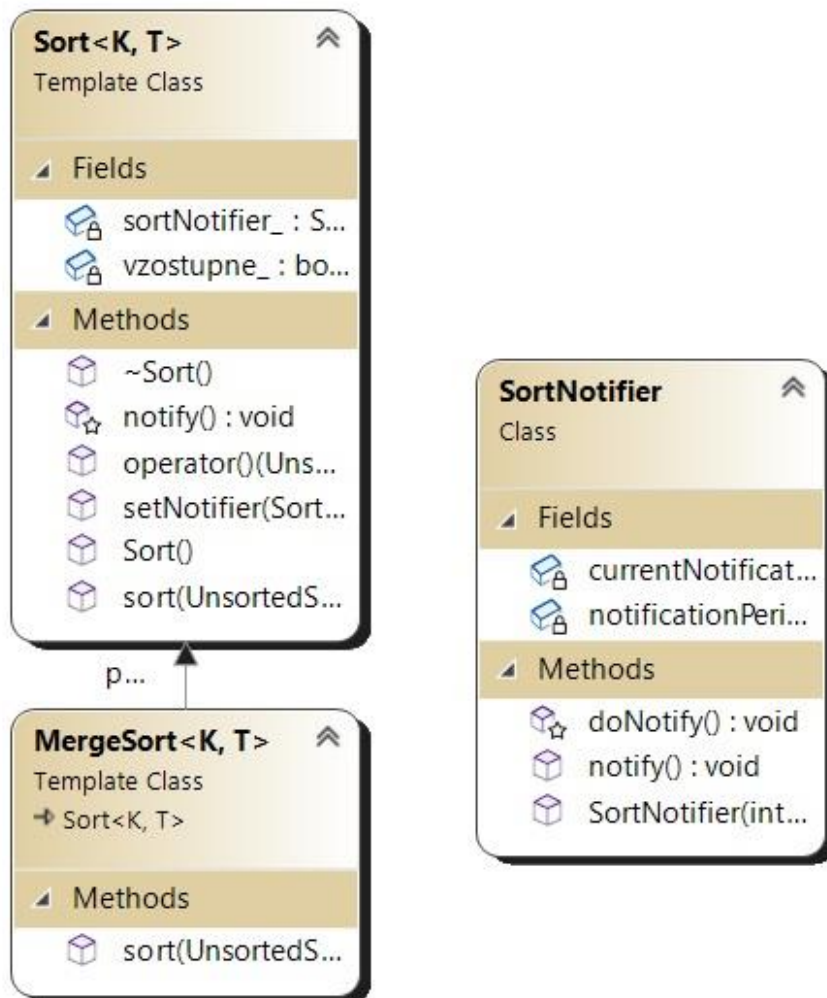 Sort<K, T>
Template Class
Fields
sortNotifier_ : S...
vzostupne_ : bo...
Methods
~Sort()
notify() : void
operator()(Uns...
setNotifier(Sort...
Sort()
sort(UnsortedS...
p...
MergeSort<K, T>
Template Class
Sort<K, T>
Methods
sort(UnsortedS...
SortNotifier
Class
Fields
currentNotificat...
notificationPeri...
Methods
doNotify() : void
notify() : void
SortNotifier(int...